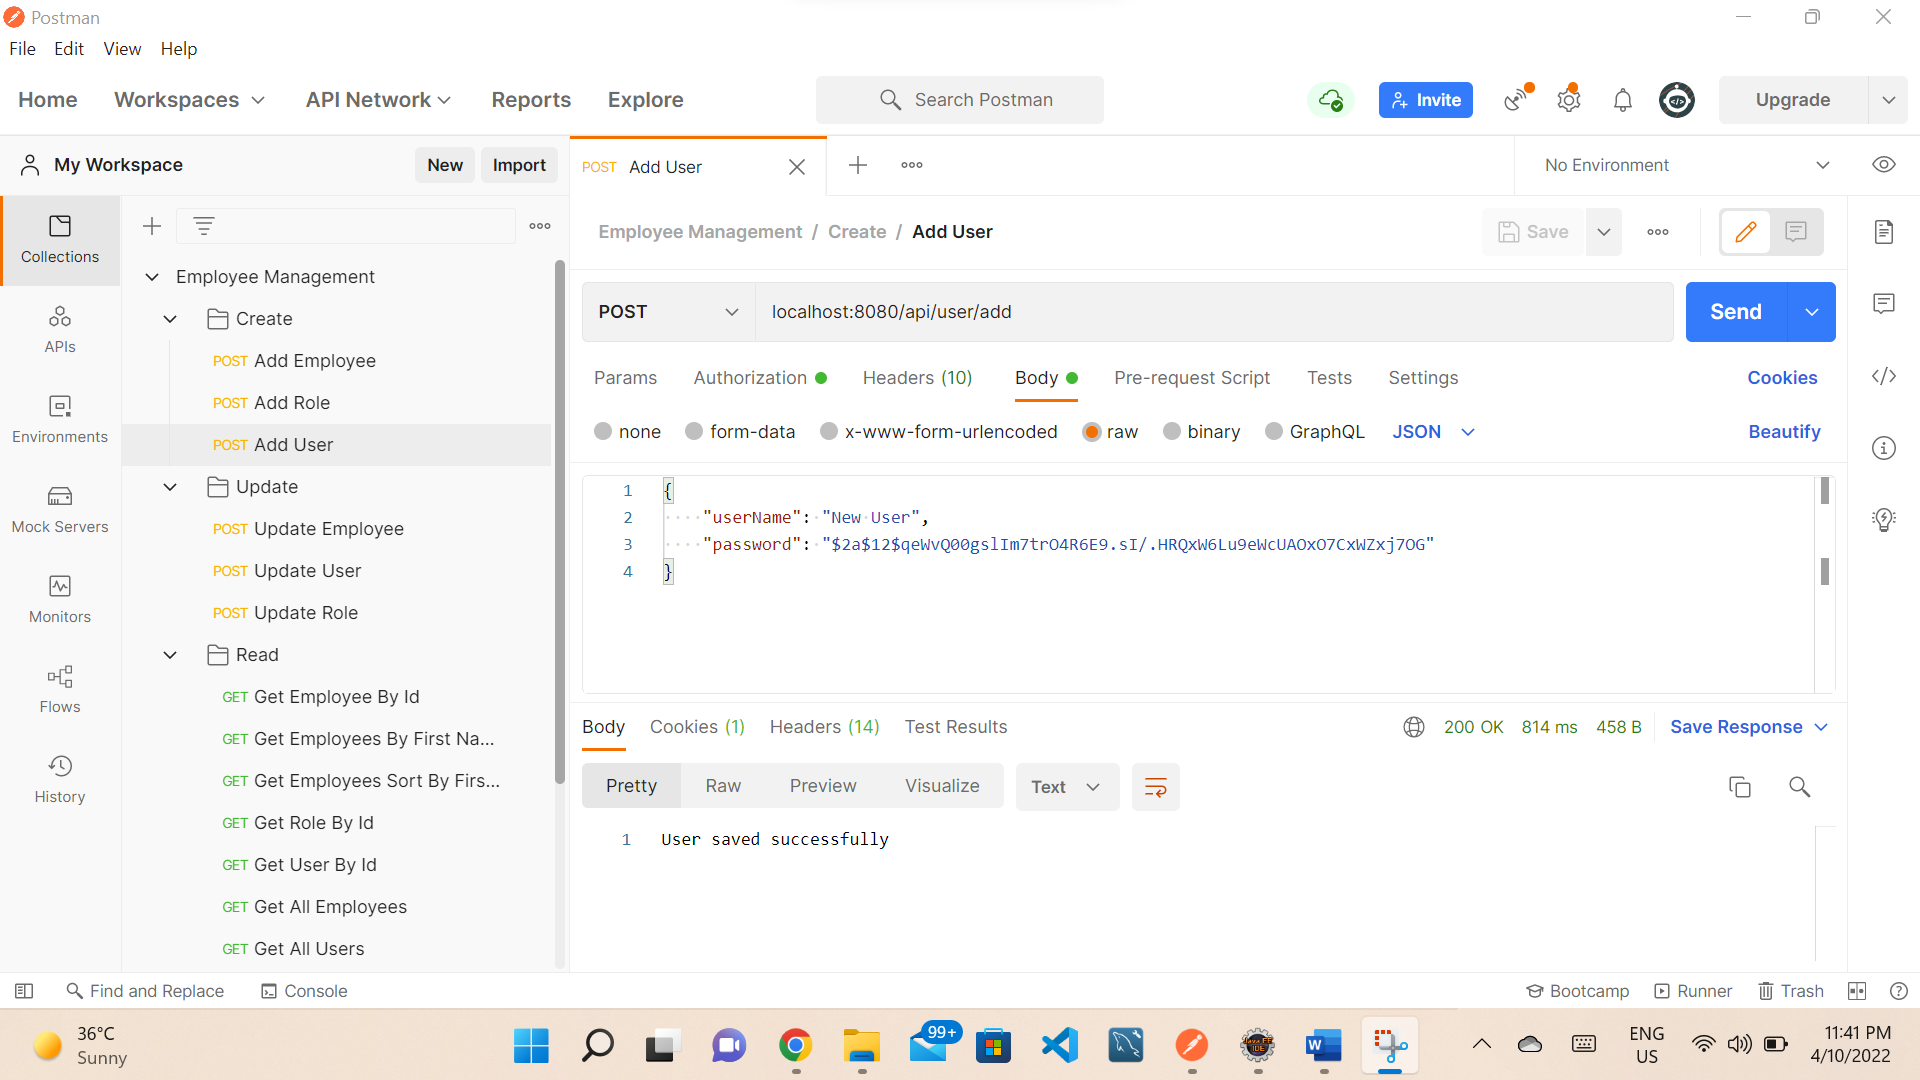 Postman
File Edit View Help
Home Workspaces API Network Reports Explore Search Postman Invite Upgrade
My Workspace New Import POST Add User No Environment
Collections
APIs
Environments
Mock Servers
Monitors
Flows
History
Employee Management
Create
POST Add Employee
POST Add Role
POST Add User
Update
POST Update Employee
POST Update User
POST Update Role
Read
GET Get Employee By Id
GET Get Employees By First Na...
GET Get Employees Sort By Firs...
GET Get Role By Id
GET Get User By Id
GET Get All Employees
GET Get All Users
Employee Management / Create / Add User Save
POST localhost:8080/api/user/add Send
Params Authorization Headers (10) Body Pre-request Script Tests Settings Cookies
none form-data x-www-form-urlencoded raw binary GraphQL JSON Beautify
1 {
2 "userName": "New User",
3 "password": "$2a$12$qeWvQ00gslIm7trO4R6E9.sI/.HRQxW6Lu9eWcUAOxO7CxWZxj7OG"
4 }
Body Cookies (1) Headers (14) Test Results 200 OK 814 ms 458 B Save Response
Pretty Raw Preview Visualize Text
1 User saved successfully
Find and Replace Console Bootcamp Runner Trash
36°C
Sunny
99+
ENG
US
11:41 PM
4/10/2022